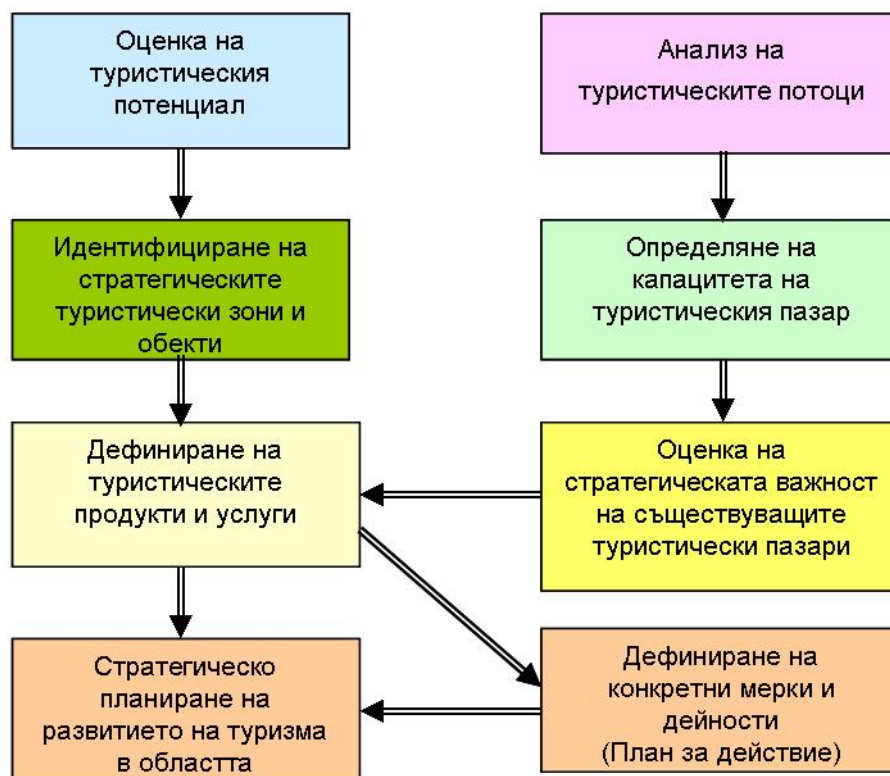 Оценка на
туристическия
потенциал
Анализ на
туристическите потоци
Идентифициране на
стратегическите
туристически зони и
обекти
Определяне на
капацитета на
туристическия пазар
Дефиниране на
туристическите
продукти и услуги
Оценка на
стратегическата важност
на съществуващите
туристически пазари
Стратегическо
планиране на
развитието на туризма
в областта
Дефиниране на
конкретни мерки и
дейности
(План за действие)